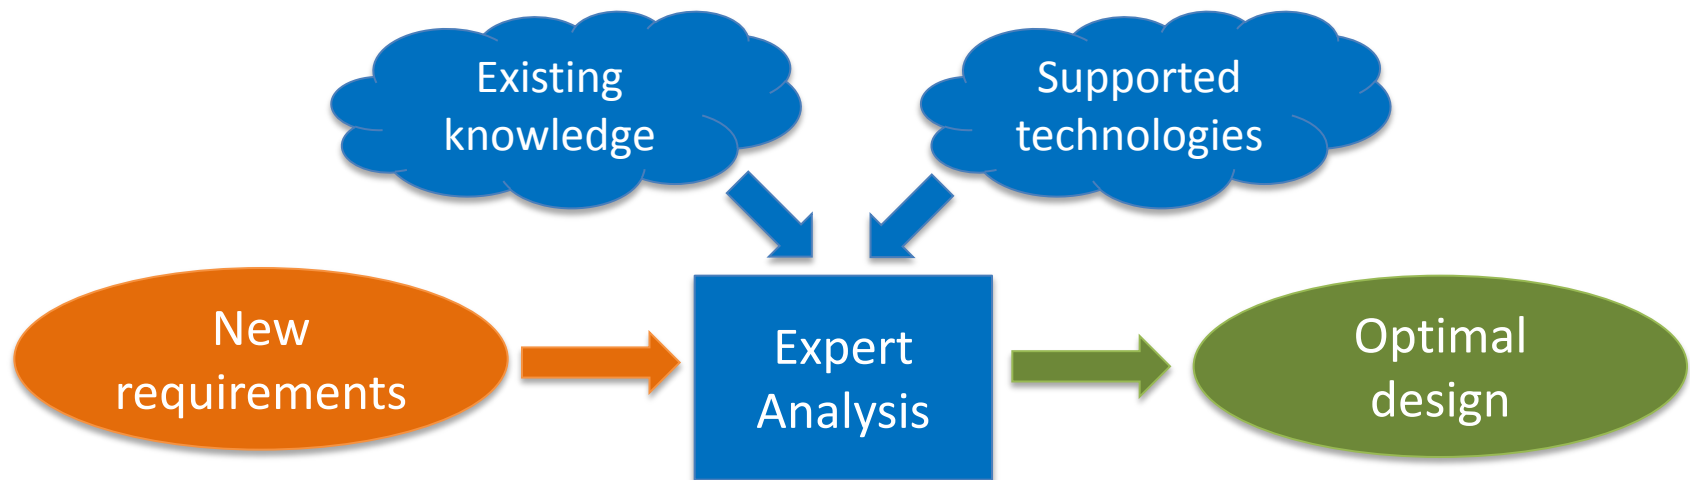 Existing
knowledge
Supported
technologies
New
requirements
Expert
Analysis
Optimal
design